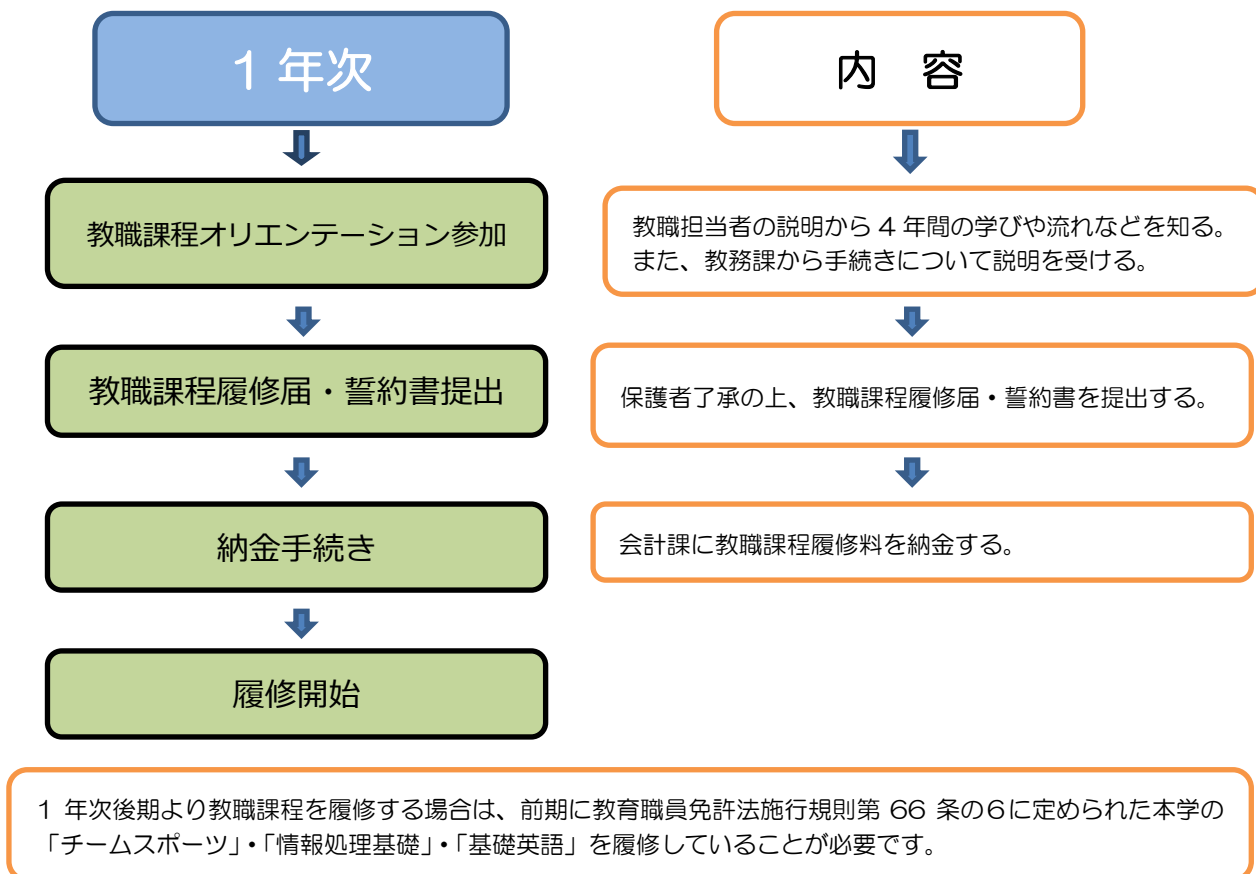 1 年次
内 容
教職課程オリエンテーション参加
教職担当者の説明から 4 年間の学びや流れなどを知る。
また、教務課から手続きについて説明を受ける。
教職課程履修届・誓約書提出
保護者了承の上、教職課程履修届・誓約書を提出する。
納金手続き
会計課に教職課程履修料を納金する。
履修開始
1 年次後期より教職課程を履修する場合は、前期に教育職員免許法施行規則第 66 条の6に定められた本学の
「チームスポーツ」・「情報処理基礎」・「基礎英語」を履修していることが必要です。